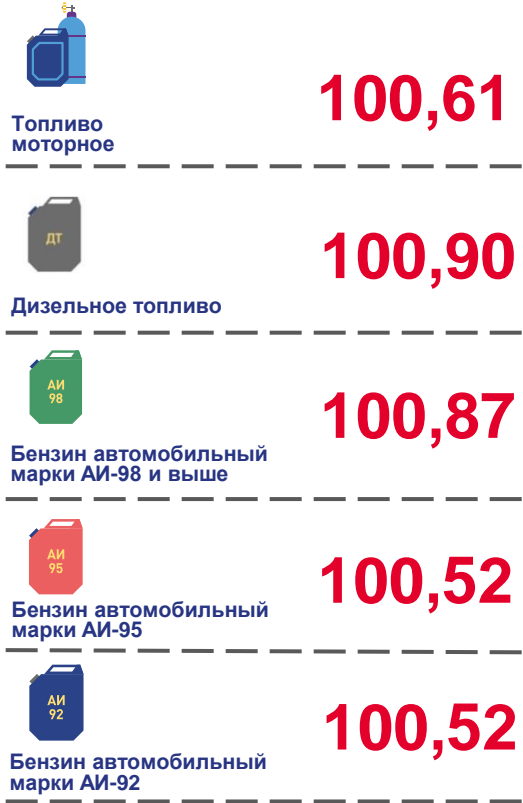 100,61
Топливо
моторное
ДТ
100,90
Дизельное топливо
АИ
98
100,87
Бензин автомобильный
марки АИ-98 и выше
АИ
95
100,52
Бензин автомобильный
марки АИ-95
АИ
92
100,52
Бензин автомобильный
марки АИ-92